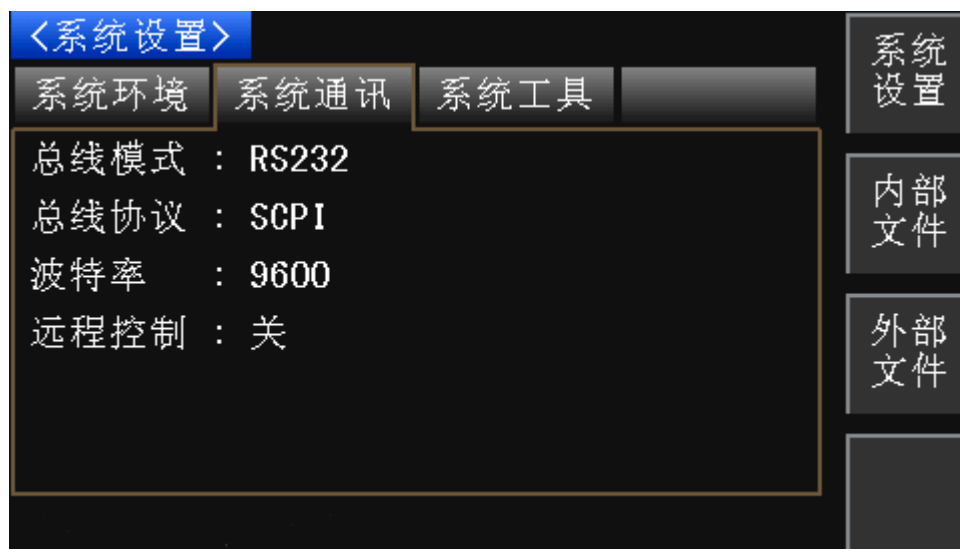 <系统设置>
系统环境 系统通讯 系统工具
总线模式 : RS232
总线协议 : SCPI
波特率 : 9600
远程控制 : 关
系统
设置
内部
文件
外部
文件